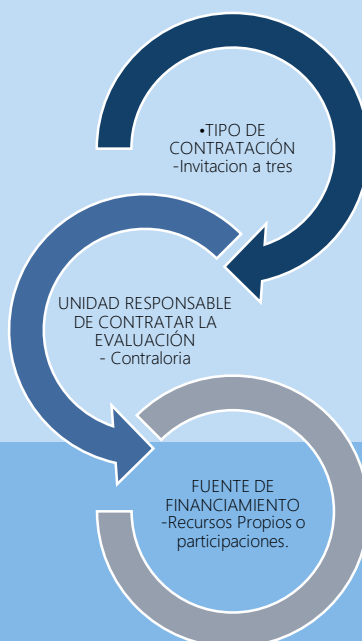 •TIPO DE
CONTRATACIÓN
-Invitacion a tres
UNIDAD RESPONSABLE
DE CONTRATAR LA
EVALUACIÓN
- Contraloria
FUENTE DE
FINANCIAMIENTO
-Recursos Propios o
participaciones.